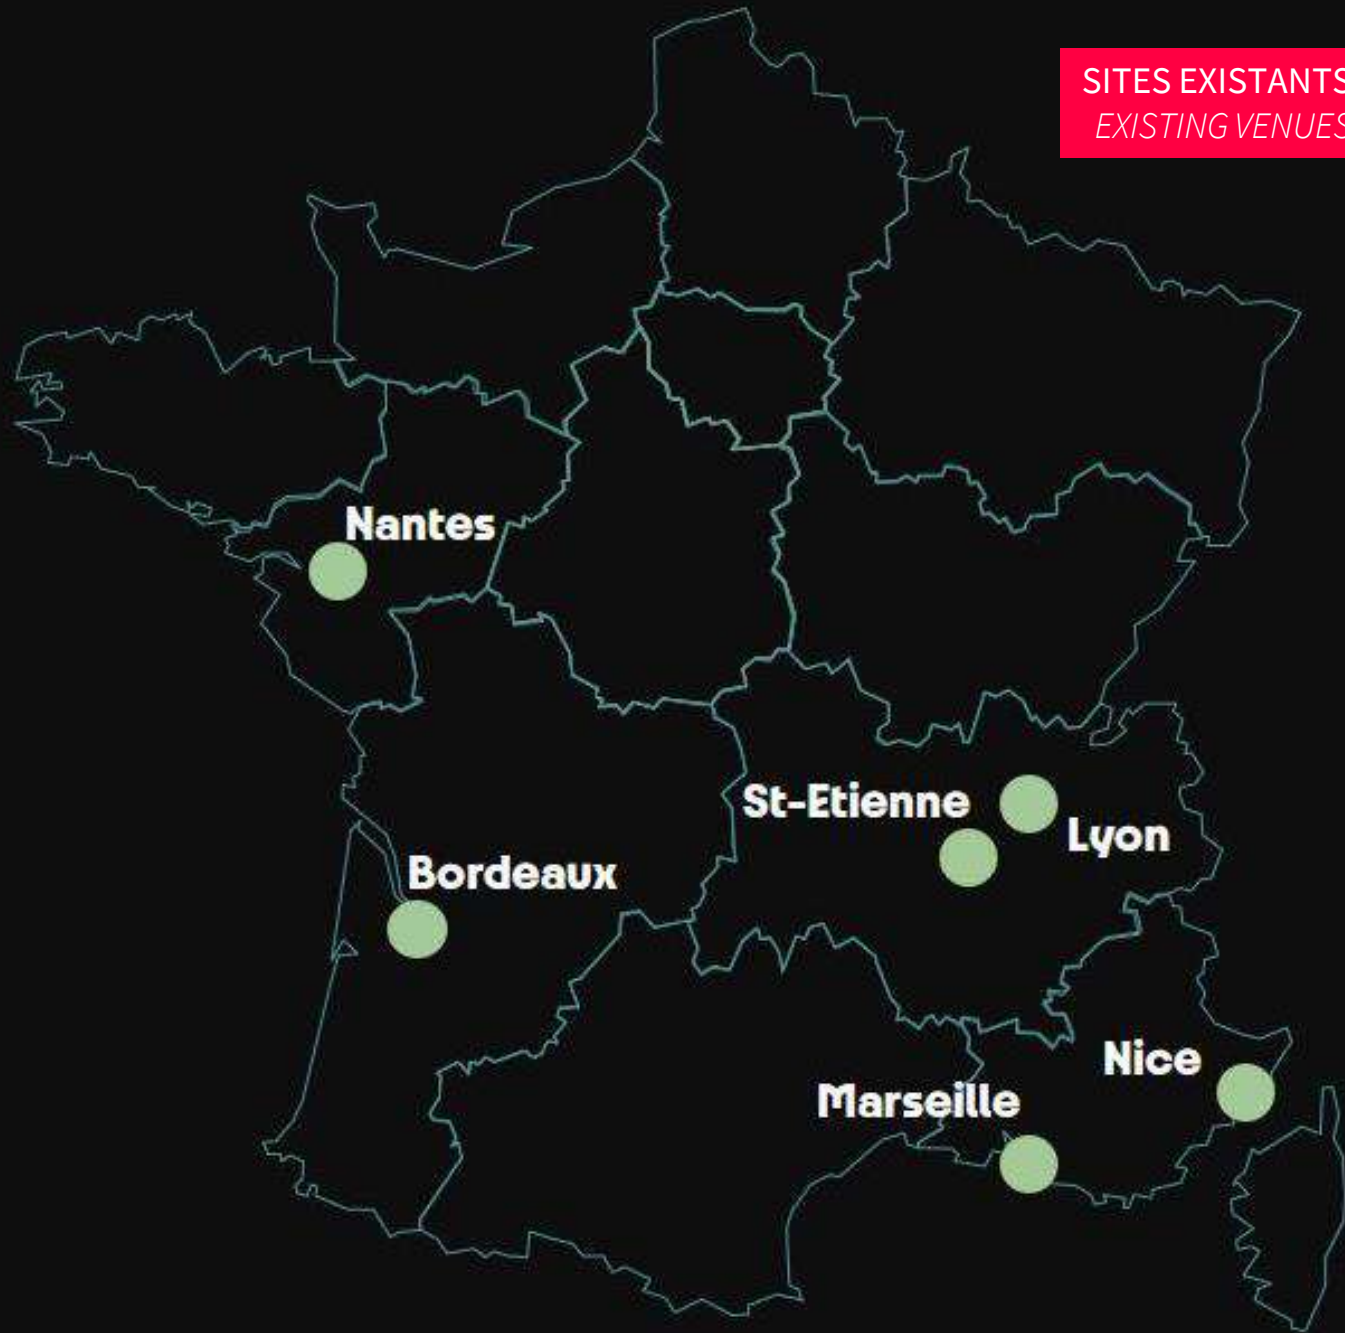 SITES EXISTANTS
EXISTING VENUES
Nantes
St-Etienne
Lyon
Bordeaux
Nice
Marseille